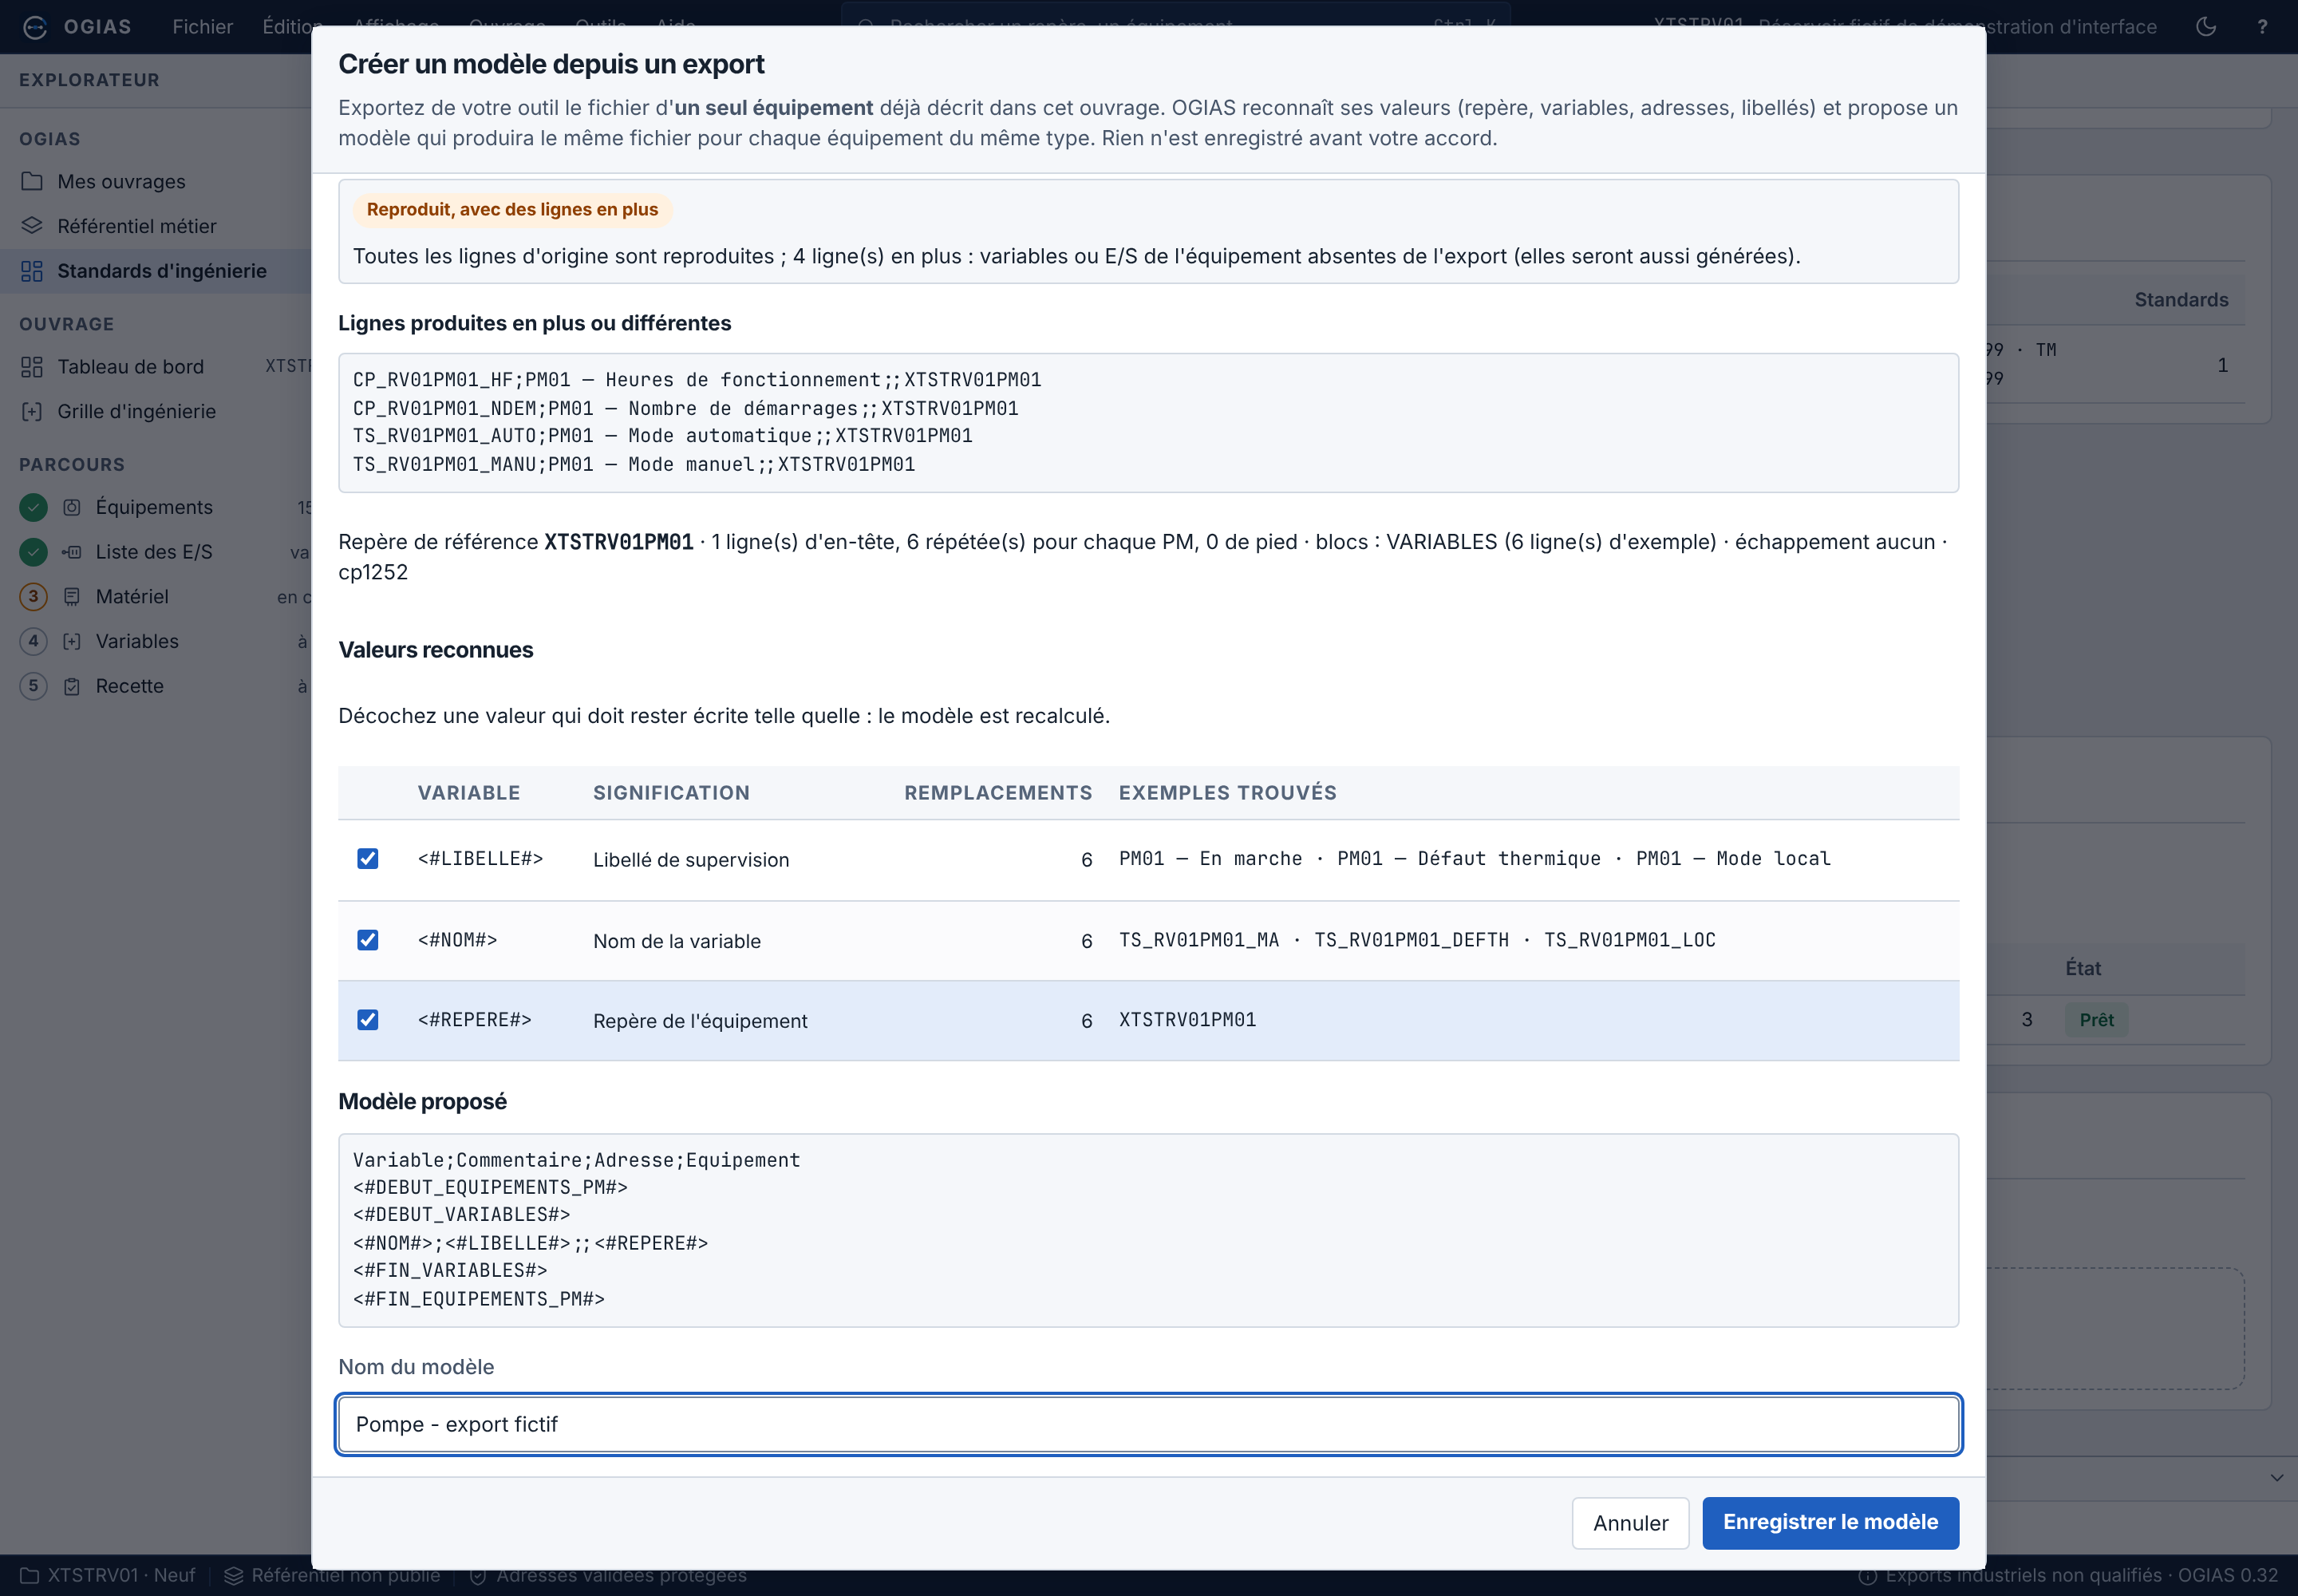 OGIAS Fichier
EXPLORATEUR
OGIAS
Mes ouvrages
Référentiel métier
Standards d'ingénierie
OUVRAGE
Tableau de bord
Grille d'ingénierie
PARCOURS
Équipements
Liste des E/S
3 Matériel
4 Variables à
5 Recette à
Créer un modèle depuis un export
Exportez de votre outil le fichier d'un seul équipement déjà décrit dans cet ouvrage. OGIAS reconnaît ses valeurs (repère, variables, adresses, libellés) et propose un
modèle qui produira le même fichier pour chaque équipement du même type. Rien n'est enregistré avant votre accord.
Reproduit, avec des lignes en plus
Toutes les lignes d'origine sont reproduites ; 4 ligne(s) en plus : variables ou E/S de l'équipement absentes de l'export (elles seront aussi générées).
Lignes produites en plus ou différentes
CP_RV01PM01_HF;PM01 — Heures de fonctionnement;;XTSTRV01PM01
CP_RV01PM01_NDEM;PM01 — Nombre de démarrages;;XTSTRV01PM01
TS_RV01PM01_AUTO;PM01 — Mode automatique;;XTSTRV01PM01
TS_RV01PM01_MANU;PM01 — Mode manuel;;XTSTRV01PM01
Repère de référence XTSTRV01PM01 · 1 ligne(s) d'en-tête, 6 répétée(s) pour chaque PM, 0 de pied · blocs : VARIABLES (6 ligne(s) d'exemple) · échappement aucun ·
cp1252
Valeurs reconnues
Décochez une valeur qui doit rester écrite telle quelle : le modèle est recalculé.
VARIABLE SIGNIFICATION REMPLACEMENTS EXEMPLES TROUVÉS
<#LIBELLE#> Libellé de supervision 6 PM01 — En marche · PM01 — Défaut thermique · PM01 — Mode local
<#NOM#> Nom de la variable 6 TS_RV01PM01_MA · TS_RV01PM01_DEFTH · TS_RV01PM01_LOC
<#REPERE#> Repère de l'équipement 6 XTSTRV01PM01
Modèle proposé
Variable;Commentaire;Adresse;Equipement
<#DEBUT_EQUIPEMENTS_PM#>
<#DEBUT_VARIABLES#>
<#NOM#>;<#LIBELLE#>;;<#REPERE#>
<#FIN_VARIABLES#>
<#FIN_EQUIPEMENTS_PM#>
Nom du modèle
Pompe - export fictif
Annuler Enregistrer le modèle
d'interface ?
Standards
· TM
1
État
3 Prêt
XTSTRV01 · Neuf Référentiel non publié Adresses validées protégées Exports industriels non qualifiés · OGIAS 0.32